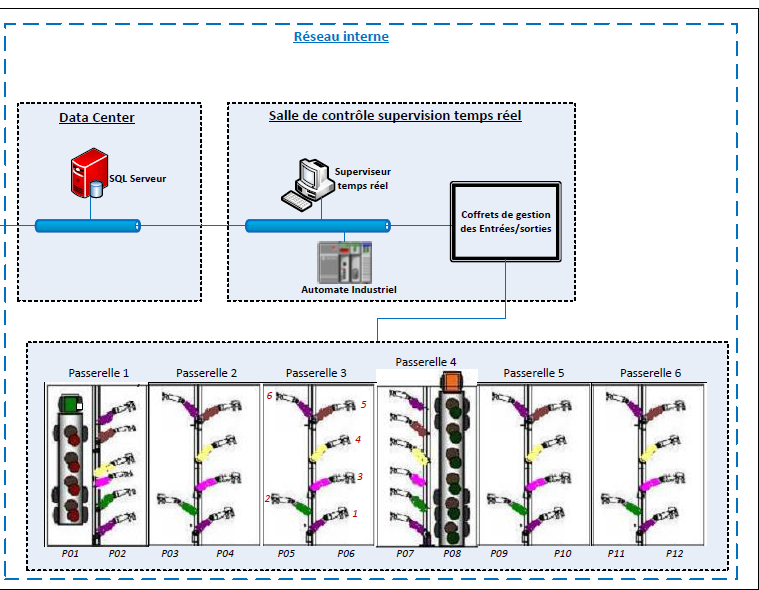 Réseau interne
Data Center
Salle de contrôle supervision temps réel
SQL Serveur
Superviseur
temps réel
Coffrets de gestion
des Entrées/sorties
Automate Industriel
Passerelle 1
Passerelle 2
Passerelle 3
Passerelle 4
Passerelle 5
Passerelle 6
6
5
4
3
2
1
P01
P02
P03
P04
P05
P06
P07
P08
P09
P10
P11
P12